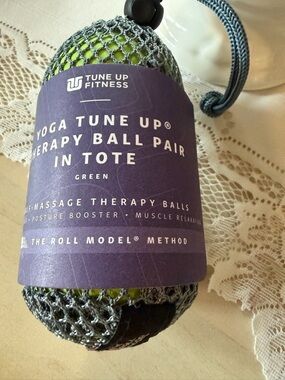 TUNE UP
FITNESS
YOGA TUNE UP®
THERAPY BALL PAIR
IN TOTE
GREEN
-MASSAGE THERAPY BALLS
• POSTURE BOOSTER • MUSCLE
THE ROLL MODEL® METHOD